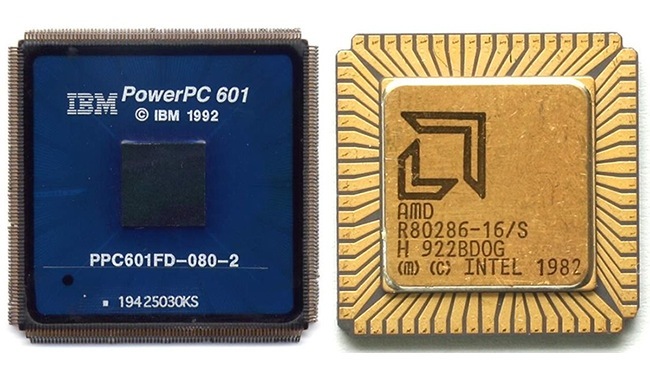 IBM PowerPC 601
© IBM 1992
PPC601FD-080-2
19425030KS
AMD
R80286-16/S
H 922BDOG
(m) (c) INTEL 1982